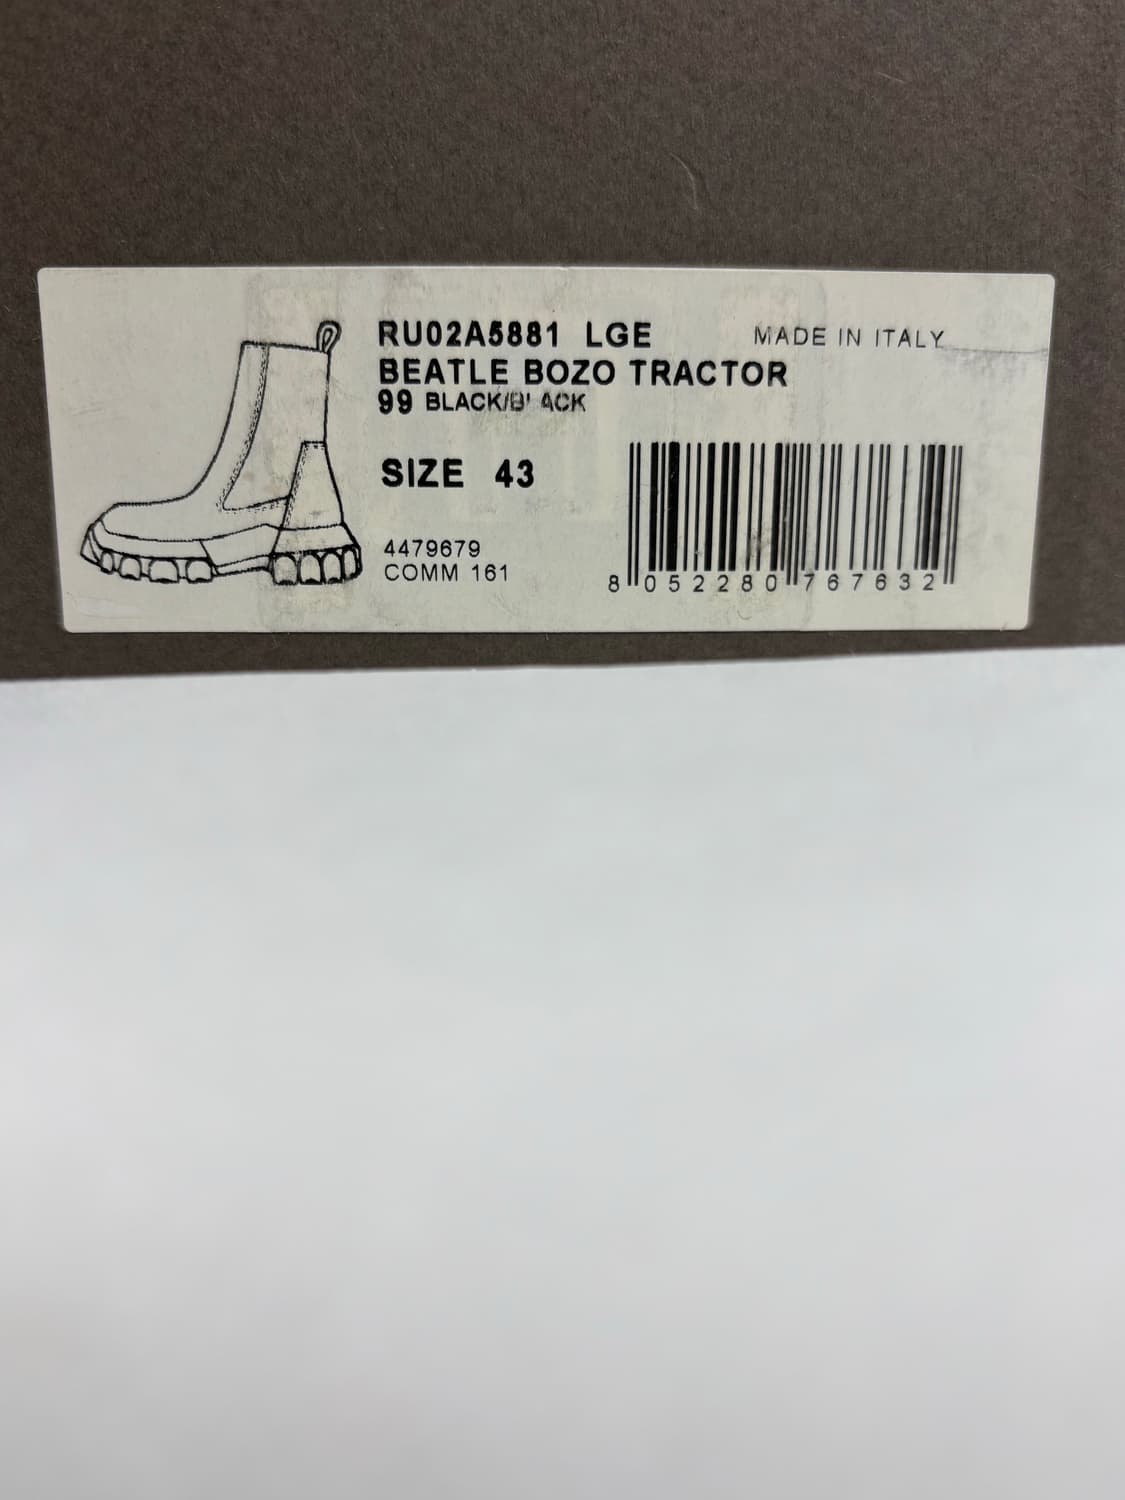 RU02A5881 LGE
MADE IN ITALY
BEATLE BOZO TRACTOR
99 BLACK/BLACK
SIZE 43
4479679
COMM 161
8 052280 767632